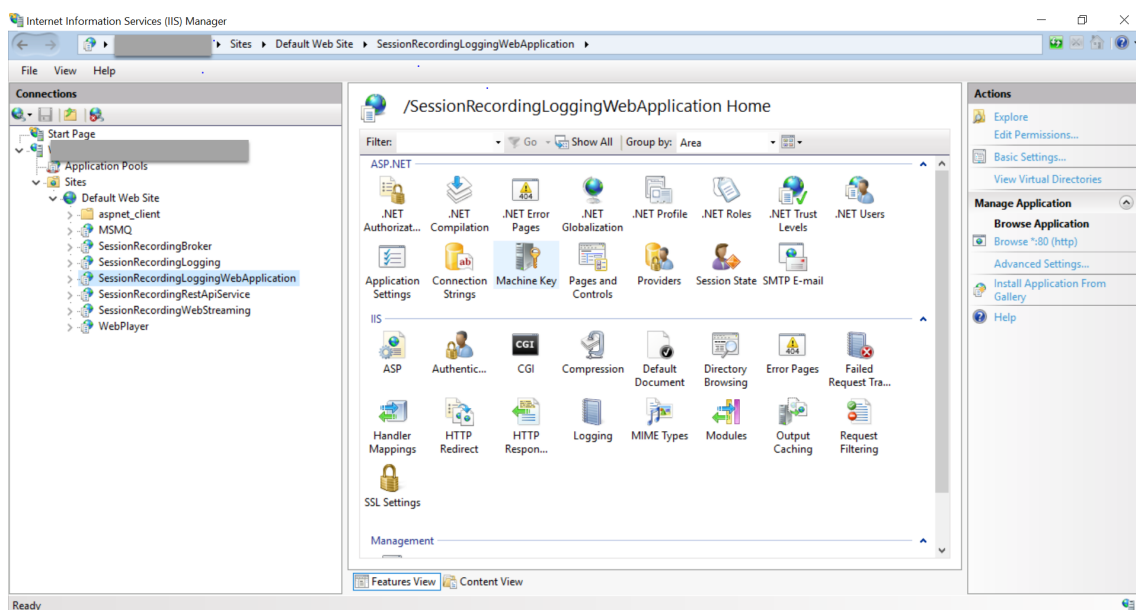 Internet Information Services (IIS) Manager
Sites Default Web Site SessionRecordingLoggingWebApplication
File View Help
Connections
Start Page
Application Pools
Sites
Default Web Site
aspnet_client
MSMQ
SessionRecordingBroker
SessionRecordingLogging
SessionRecordingLoggingWebApplication
SessionRecordingRestApiService
SessionRecordingWebStreaming
WebPlayer
/SessionRecordingLoggingWebApplication Home
Filter: Go Show All Group by: Area
ASP.NET
.NET .NET .NET Error .NET .NET Profile .NET Roles .NET Trust .NET Users
Authorizat... Compilation Pages Globalization Levels
Application Connection Machine Key Pages and Providers Session State SMTP E-mail
Settings Strings Controls
IIS
ASP Authentic... CGI Compression Default Directory Error Pages Failed
Document Browsing Request Tra...
Handler HTTP HTTP Logging MIME Types Modules Output Request
Mappings Redirect Respon... Caching Filtering
SSL Settings
Management
Features View Content View
Actions
Explore
Edit Permissions...
Basic Settings...
View Virtual Directories
Manage Application
Browse Application
Browse *:80 (http)
Advanced Settings...
Install Application From
Gallery
Help
Ready